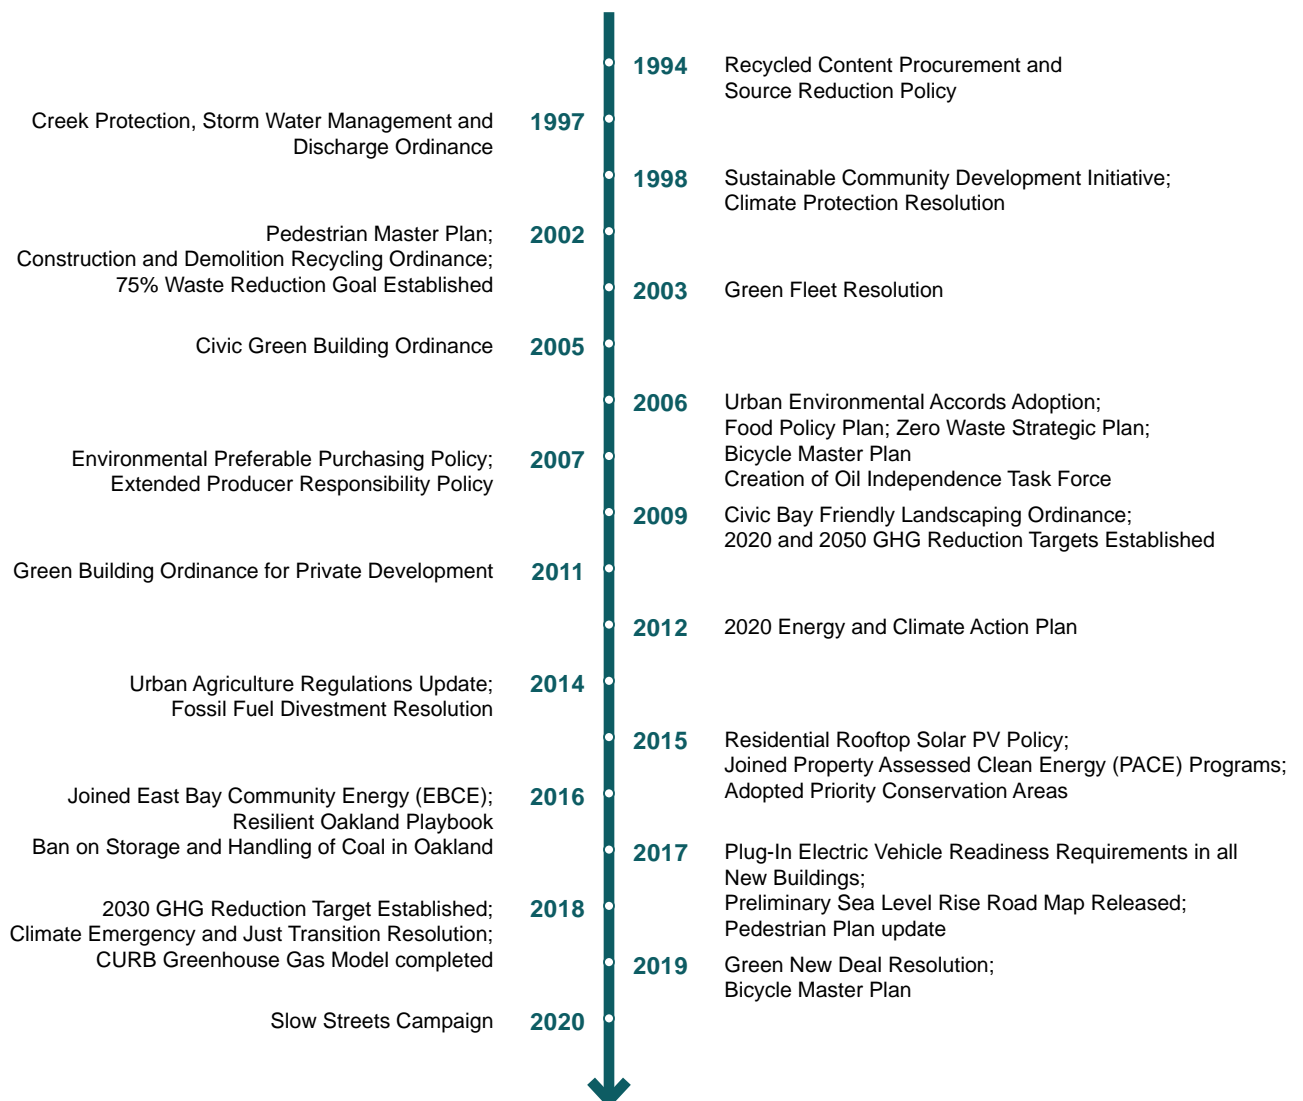 1994
Recycled Content Procurement and
Source Reduction Policy
Creek Protection, Storm Water Management and
Discharge Ordinance
1997
1998
Sustainable Community Development Initiative;
Climate Protection Resolution
Pedestrian Master Plan;
Construction and Demolition Recycling Ordinance;
75% Waste Reduction Goal Established
2002
2003
Green Fleet Resolution
Civic Green Building Ordinance
2005
2006
Urban Environmental Accords Adoption;
Food Policy Plan; Zero Waste Strategic Plan;
Bicycle Master Plan
Creation of Oil Independence Task Force
Environmental Preferable Purchasing Policy;
Extended Producer Responsibility Policy
2007
2009
Civic Bay Friendly Landscaping Ordinance;
2020 and 2050 GHG Reduction Targets Established
Green Building Ordinance for Private Development
2011
2012
2020 Energy and Climate Action Plan
Urban Agriculture Regulations Update;
Fossil Fuel Divestment Resolution
2014
2015
Residential Rooftop Solar PV Policy;
Joined Property Assessed Clean Energy (PACE) Programs;
Adopted Priority Conservation Areas
Joined East Bay Community Energy (EBCE);
Resilient Oakland Playbook
Ban on Storage and Handling of Coal in Oakland
2016
2017
Plug-In Electric Vehicle Readiness Requirements in all
New Buildings;
Preliminary Sea Level Rise Road Map Released;
Pedestrian Plan update
2030 GHG Reduction Target Established;
Climate Emergency and Just Transition Resolution;
CURB Greenhouse Gas Model completed
2018
2019
Green New Deal Resolution;
Bicycle Master Plan
Slow Streets Campaign
2020